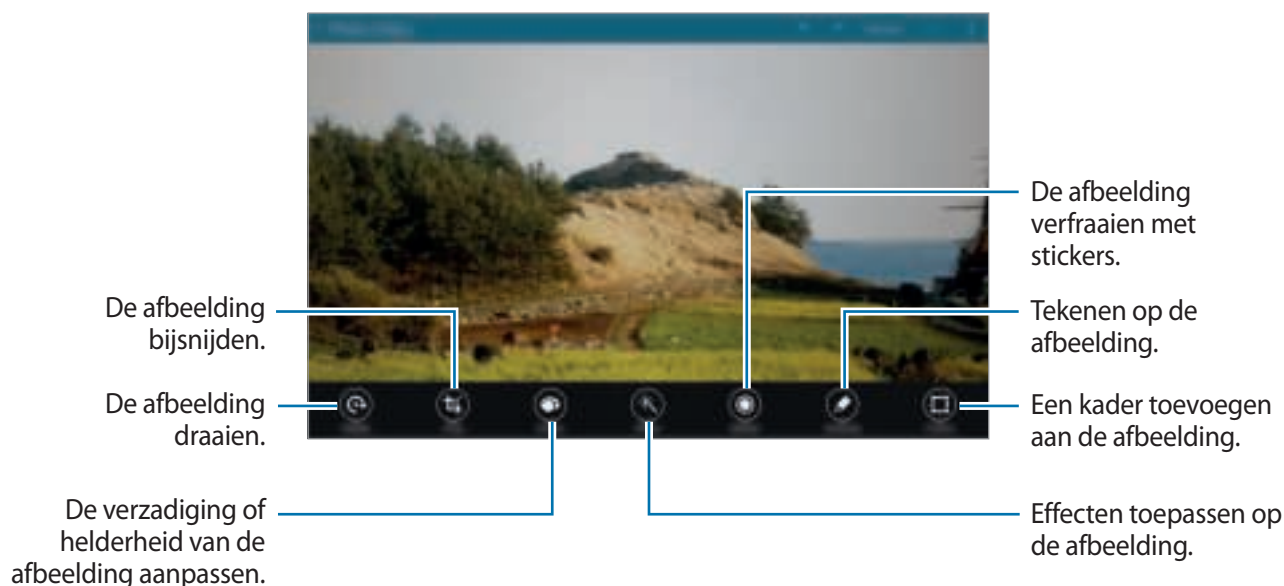 De afbeelding
verfraaien met
stickers.
De afbeelding
bijsnijden.
Tekenen op de
afbeelding.
De afbeelding
draaien.
Een kader toevoegen
aan de afbeelding.
De verzadiging of
helderheid van de
afbeelding aanpassen.
Effecten toepassen op
de afbeelding.